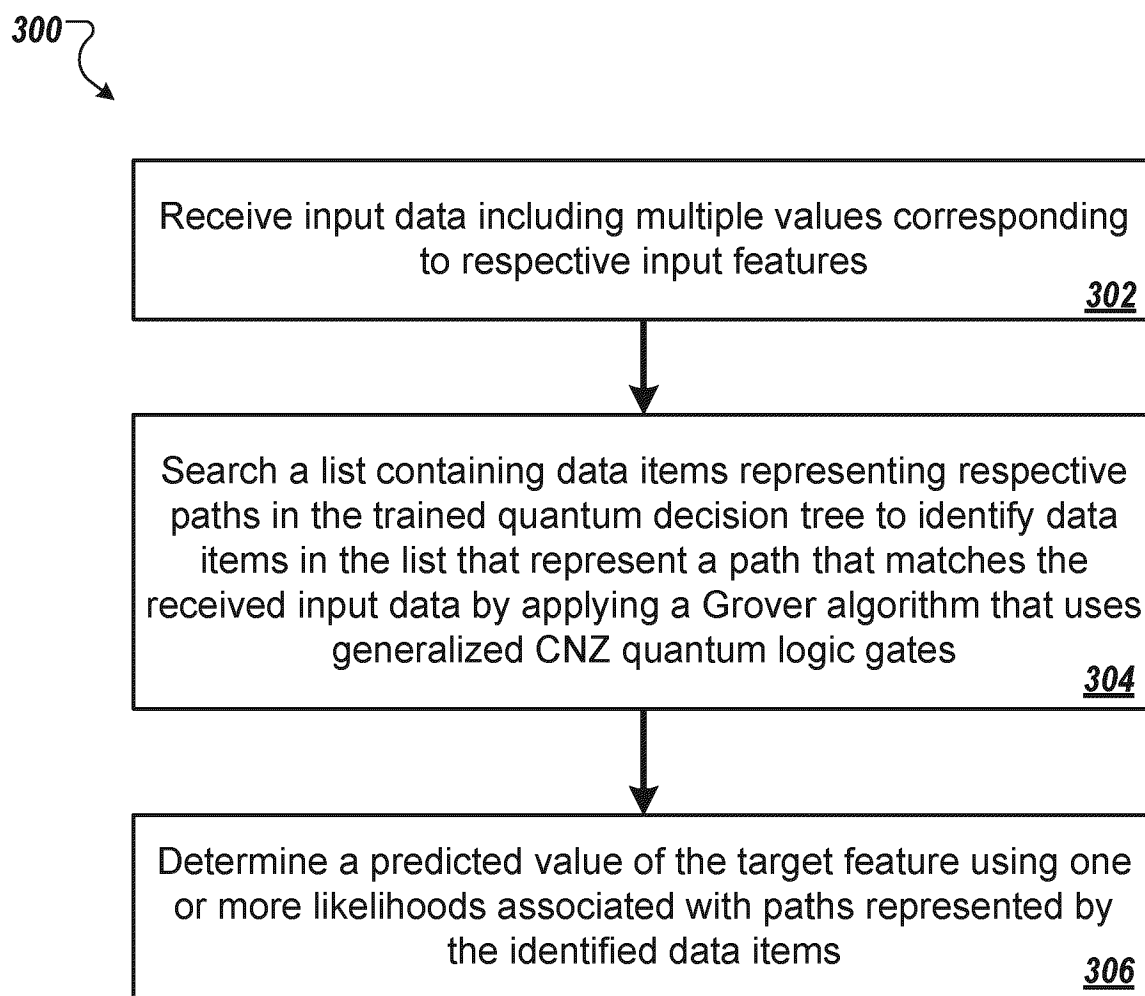 300
Receive input data including multiple values corresponding
to respective input features
302
Search a list containing data items representing respective
paths in the trained quantum decision tree to identify data
items in the list that represent a path that matches the
received input data by applying a Grover algorithm that uses
generalized CNZ quantum logic gates
304
Determine a predicted value of the target feature using one
or more likelihoods associated with paths represented by
the identified data items
306